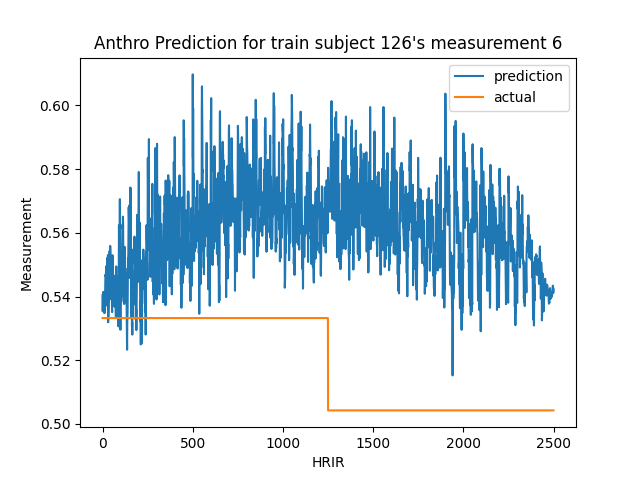 Anthro Prediction for train subject 126's measurement 6
prediction
actual
Measurement
0.60
0.58
0.56
0.54
0.52
0.50
0
500
1000
1500
2000
2500
HRIR